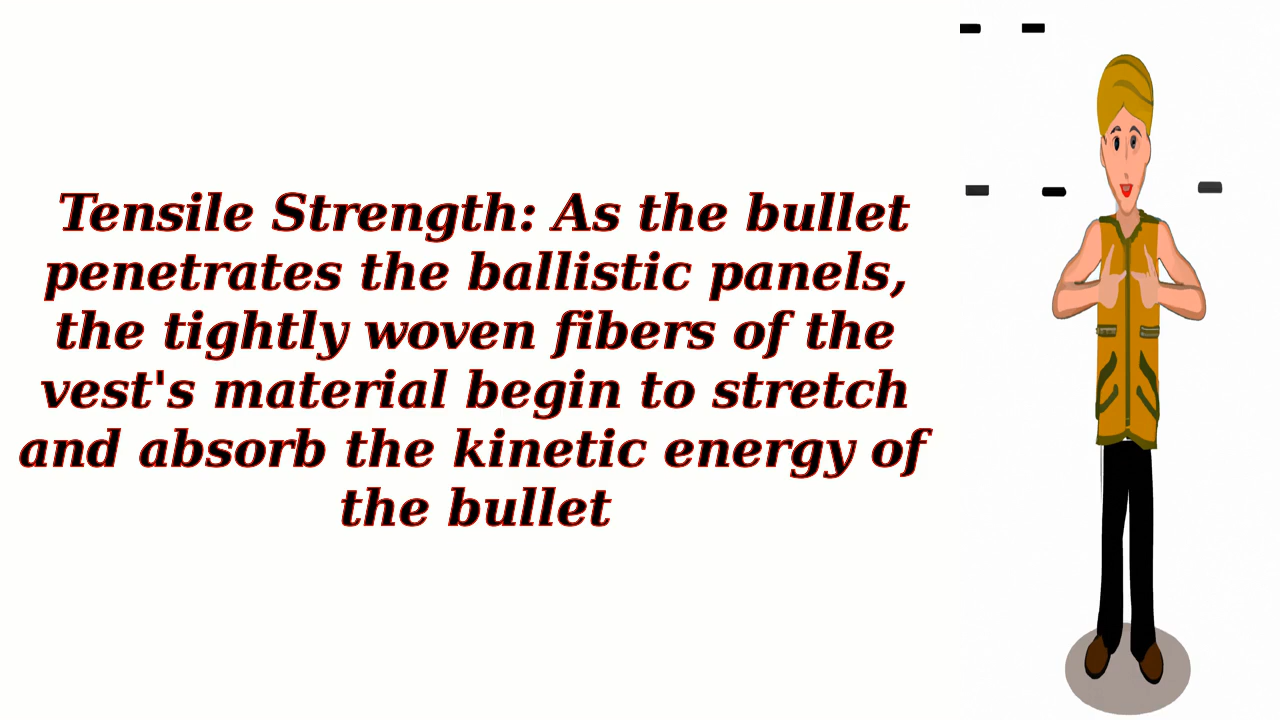 Tensile Strength: As the bullet
penetrates the ballistic panels,
the tightly woven fibers of the
vest's material begin to stretch
and absorb the kinetic energy of
the bullet